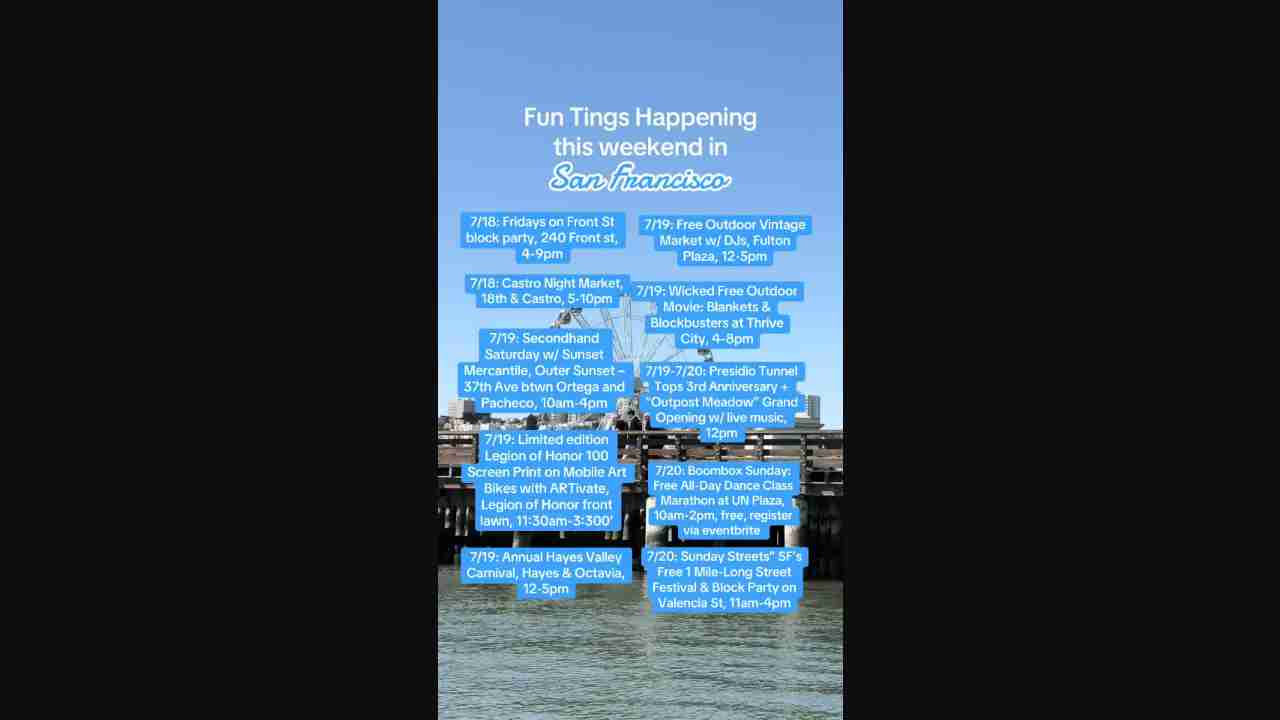 Fun Tings Happening
this weekend in
San Francisco
7/18: Fridays on Front St
block party, 240 Front st,
4-9pm
7/18: Castro Night Market,
18th & Castro, 5-10pm
7/19: Secondhand
Saturday w/ Sunset
Mercantile, Outer Sunset –
37th Ave btwn Ortega and
Pacheco, 10am-4pm
7/19: Limited edition
Legion of Honor 100
Screen Print on Mobile Art
Bikes with ARTivate,
Legion of Honor front
lawn, 11:30am-3:300'
7/19: Annual Hayes Valley
Carnival, Hayes & Octavia,
12-5pm
7/19: Free Outdoor Vintage
Market w/ DJs, Fulton
Plaza, 12-5pm
7/19: Wicked Free Outdoor
Movie: Blankets &
Blockbusters at Thrive
City, 4-8pm
7/19-7/20: Presidio Tunnel
Tops 3rd Anniversary +
"Outpost Meadow" Grand
Opening w/ live music,
12pm
7/20: Boombox Sunday:
Free All-Day Dance Class
Marathon at UN Plaza,
10am-2pm, free, register
via eventbrite
7/20: Sunday Streets" SF's
Free 1 Mile-Long Street
Festival & Block Party on
Valencia St, 11am-4pm